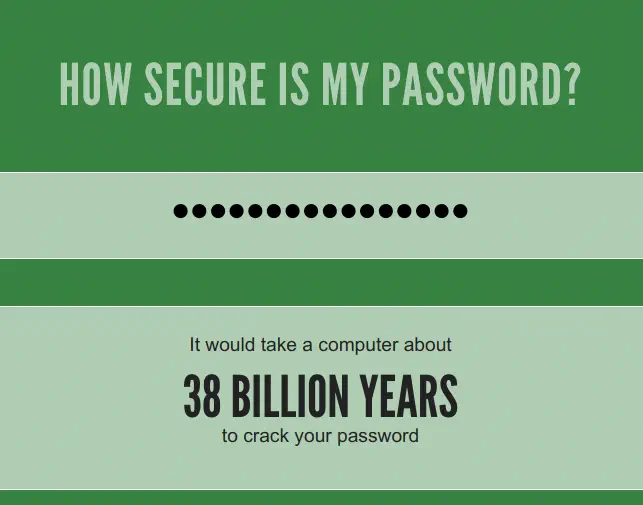 HOW SECURE IS MY PASSWORD?
••••••••••••••••
It would take a computer about
38 BILLION YEARS
to crack your password